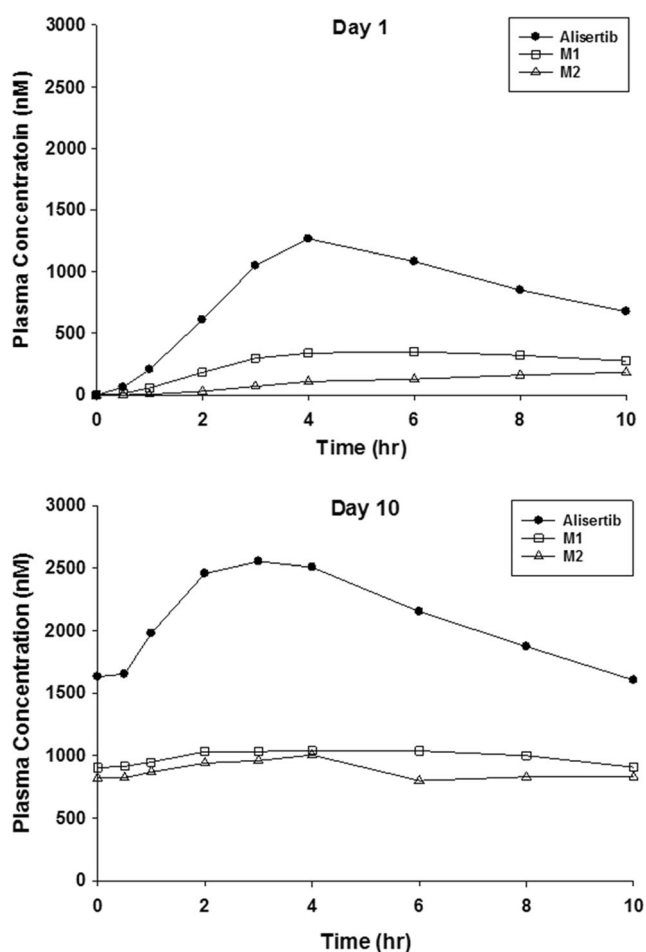 Day 1
Alisertib
M1
M2
Plasma Concentratoin (nM)
3000
2500
2000
1500
1000
500
0
0 2 4 6 8 10
Time (hr)
Day 10
Alisertib
M1
M2
Plasma Concentration (nM)
3000
2500
2000
1500
1000
500
0
0 2 4 6 8 10
Time (hr)